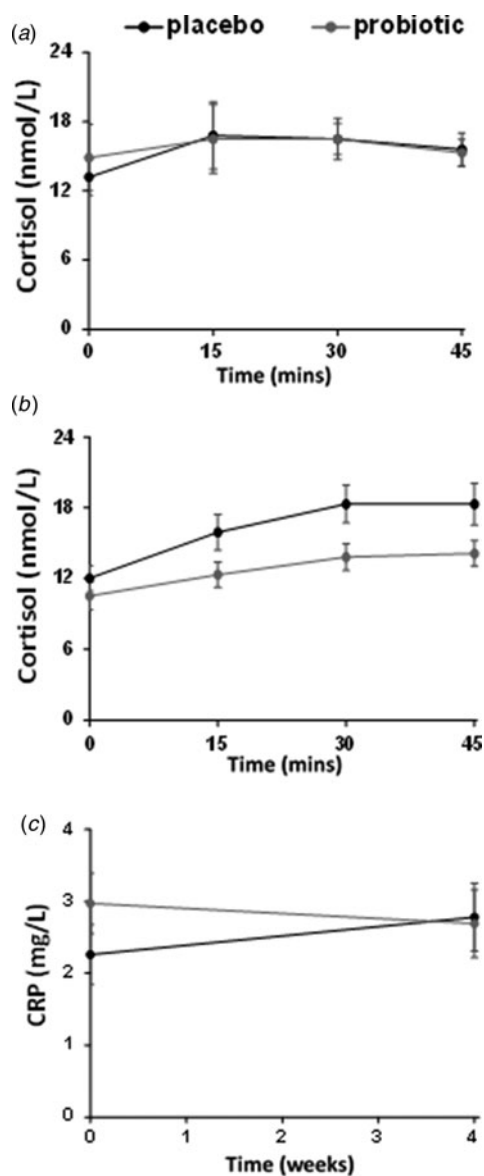 (a) placebo probiotic
24
18
12
6
0
Cortisol (nmol/L)
0 15 30 45
Time (mins)
(b)
24
18
12
6
0
Cortisol (nmol/L)
0 15 30 45
Time (mins)
(c)
4
3
2
1
0
CRP (mg/L)
0 1 2 3 4
Time (weeks)